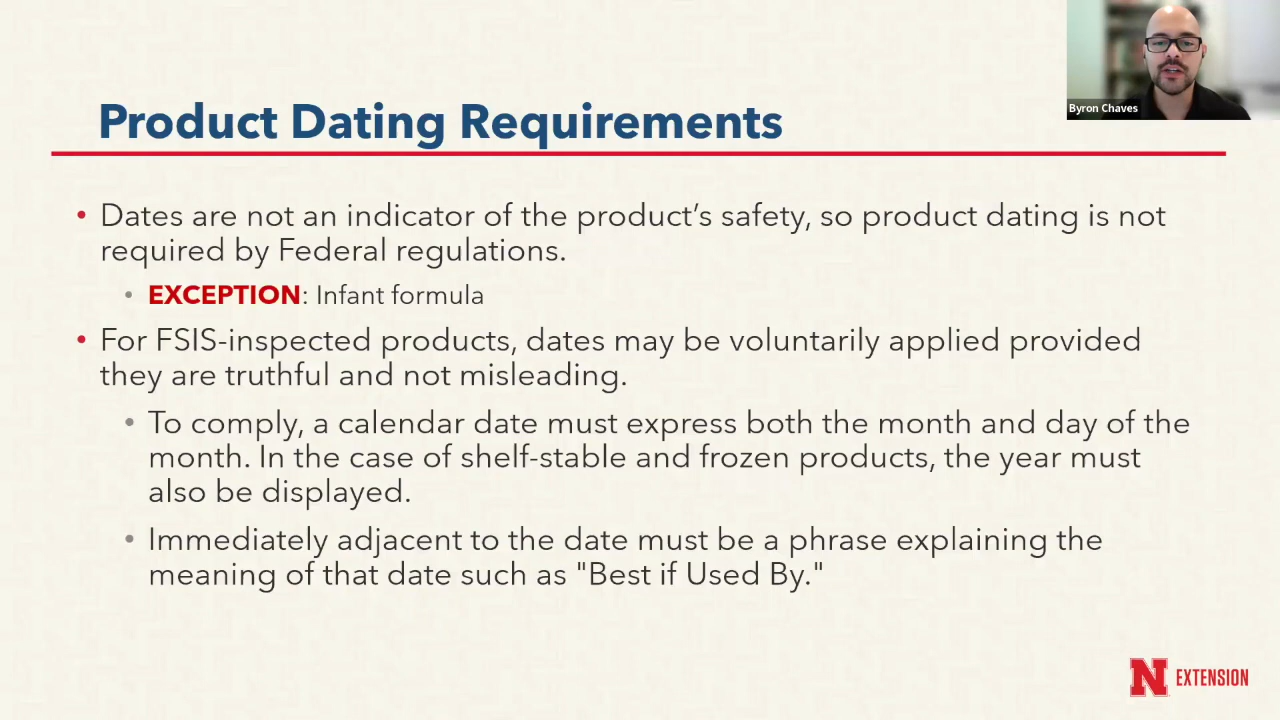 Byron Chaves
Product Dating Requirements
• Dates are not an indicator of the product’s safety, so product dating is not
required by Federal regulations.
• EXCEPTION: Infant formula
• For FSIS-inspected products, dates may be voluntarily applied provided
they are truthful and not misleading.
• To comply, a calendar date must express both the month and day of the
month. In the case of shelf-stable and frozen products, the year must
also be displayed.
• Immediately adjacent to the date must be a phrase explaining the
meaning of that date such as "Best if Used By."
N EXTENSION